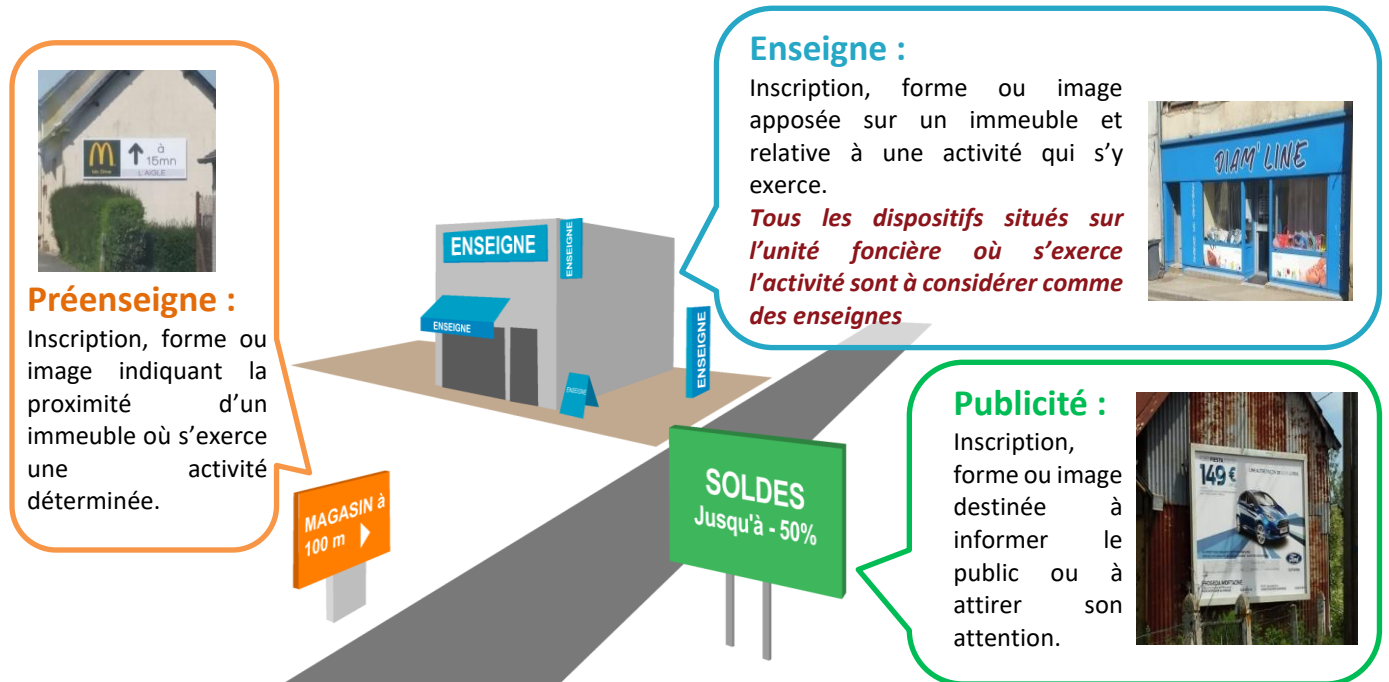 à
15mn
L'AIGLE
Préenseigne :
Inscription, forme ou
image indiquant la
proximité d'un
immeuble où s'exerce
une activité
déterminée.
ENSEIGNE
ENSEIGNE
ENSEIGNE
ENSEIGNE
ENSEIGNE
MAGASIN à
100 m
SOLDES
Jusqu'à - 50%
Enseigne :
Inscription, forme ou image
apposée sur un immeuble et
relative à une activité qui s'y
exerce.
Tous les dispositifs situés sur
l'unité foncière où s'exerce
l'activité sont à considérer comme
des enseignes
DIAM' LINE
Publicité :
Inscription,
forme ou image
destinée à
informer le
public ou à
attirer son
attention.
FIESTA
149 €
Ford